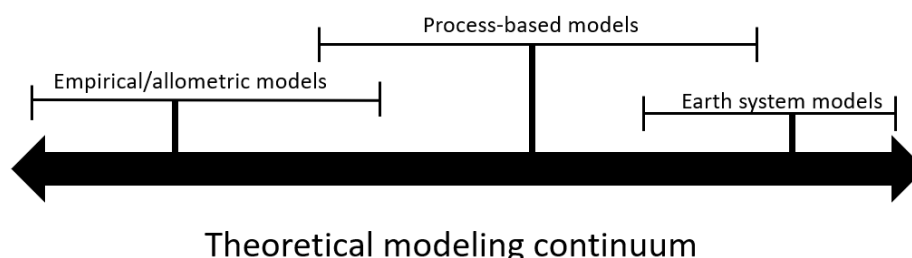 Process-based models
Empirical/allometric models
Earth system models
Theoretical modeling continuum